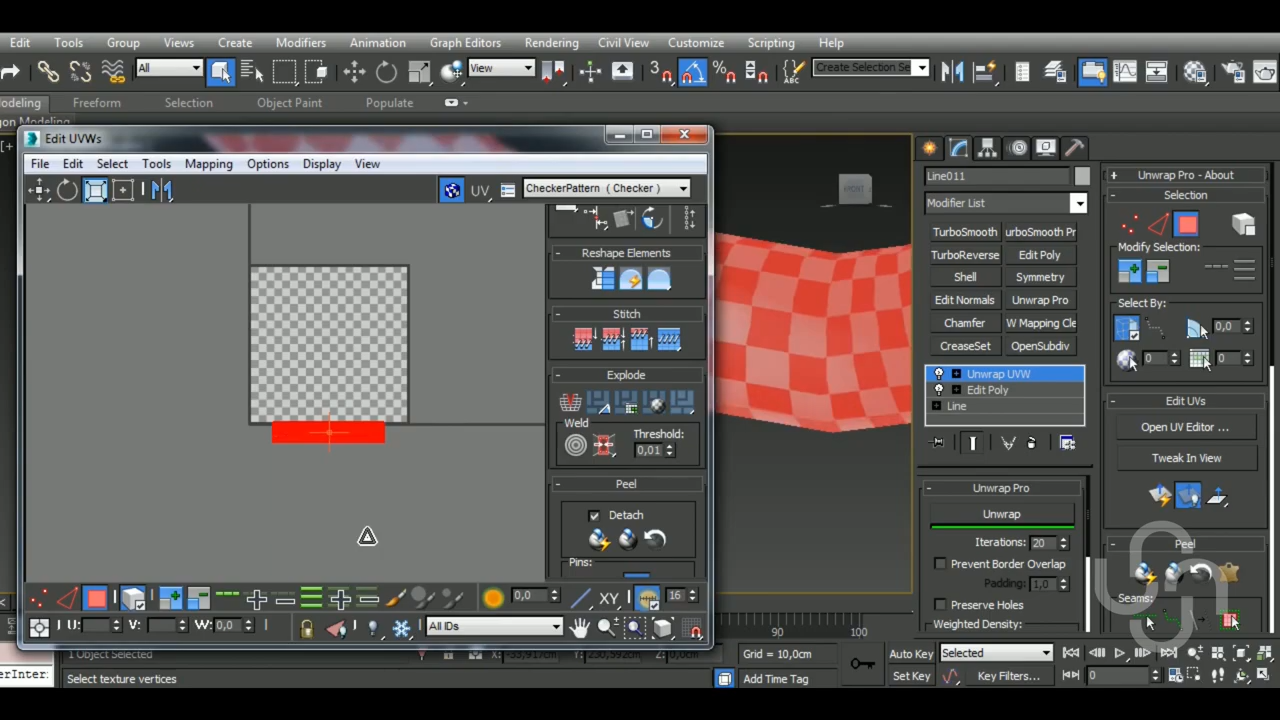 Edit Tools Group Views Create Modifiers Animation Graph Editors Rendering Civil View Customize Scripting Help
All View 3 Create Selection Se
odeling Freeform Selection Object Paint Populate
gon Modeling
[+
Edit UVWs
File Edit Select Tools Mapping Options Display View
UV CheckerPattern ( Checker )
Reshape Elements
Stitch
Explode
Weld
Threshold:
0,01
Peel
Detach
Pins:
0,0 XY 16
U: V: W: 0,0 All IDs
FRONT
Line011
Modifier List
TurboSmooth urboSmooth Pr
TurboReverse Edit Poly
Shell Symmetry
Edit Normals Unwrap Pro
Chamfer W Mapping Cle
CreaseSet OpenSubdiv
Unwrap UVW
Edit Poly
Line
Unwrap Pro
Unwrap
Iterations: 20
Prevent Border Overlap
Padding: 1,0
Preserve Holes
Weighted Density:
Unwrap Pro - About
Selection
Modify Selection:
Select By:
0,0
0 0
Edit UVs
Open UV Editor ...
Tweak In View
Peel
Seams:
90 100
1 Object Selected Grid = 10,0cm Auto Key Selected
erInter: Select texture vertices Add Time Tag Set Key Key Filters... 0